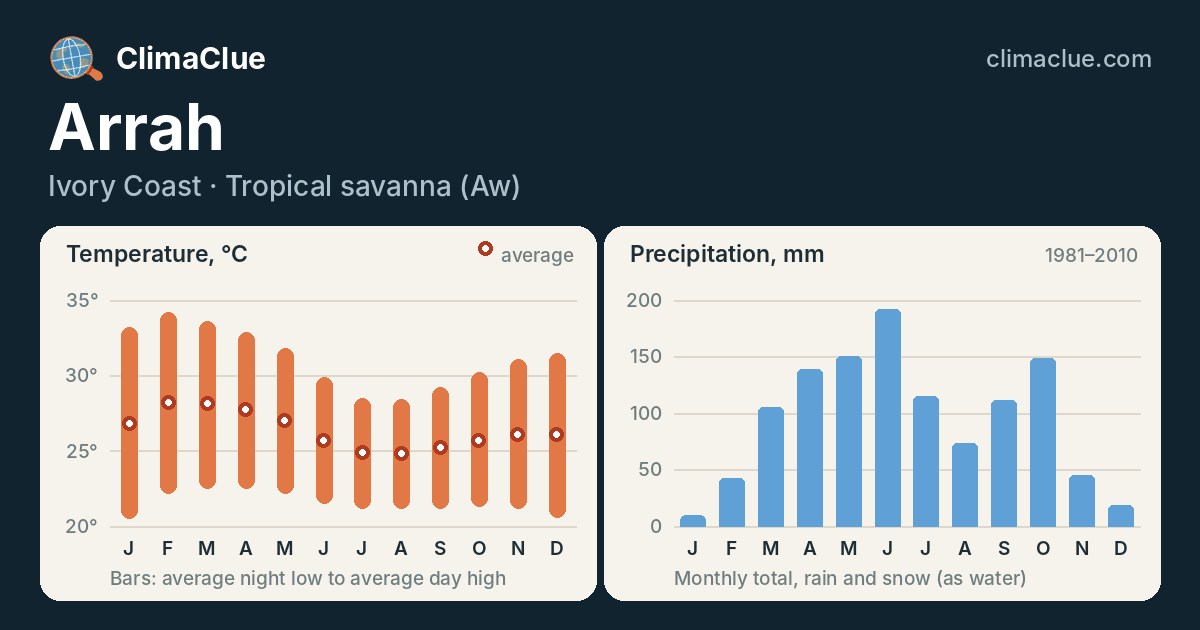 ClimaClue
climaclue.com
Arrah
Ivory Coast · Tropical savanna (Aw)
Temperature, °C
average
35°
30°
25°
20°
J F M A M J J A S O N D
Bars: average night low to average day high
Precipitation, mm
1981–2010
200
150
100
50
0
J F M A M J J A S O N D
Monthly total, rain and snow (as water)